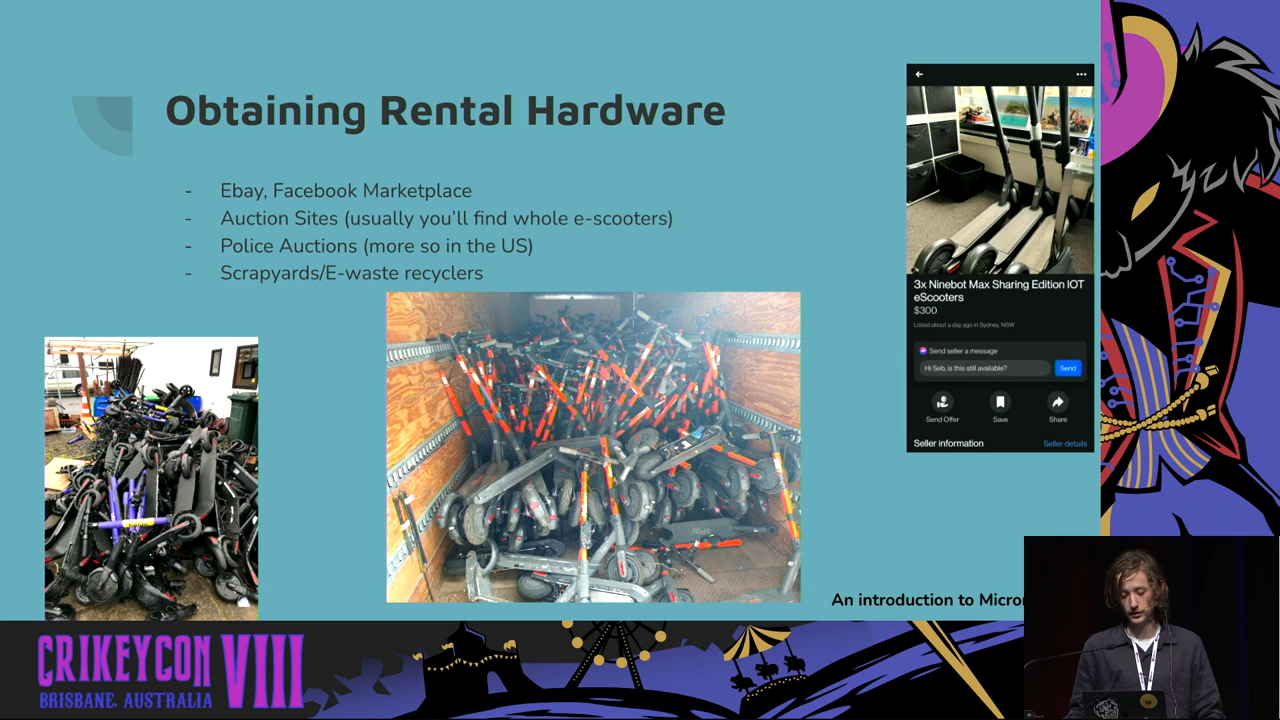 Obtaining Rental Hardware
- Ebay, Facebook Marketplace
- Auction Sites (usually you'll find whole e-scooters)
- Police Auctions (more so in the US)
- Scrapyards/E-waste recyclers
3x Ninebot Max Sharing Edition IOT
eScooters
$300
Listed about a day ago in Sydney, NSW
Send seller a message
Hi Seb, is this still available?
Send
Send Offer
Save
Share
Seller information
Seller details
An introduction to
CRIKEYCON VIII
BRISBANE, AUSTRALIA